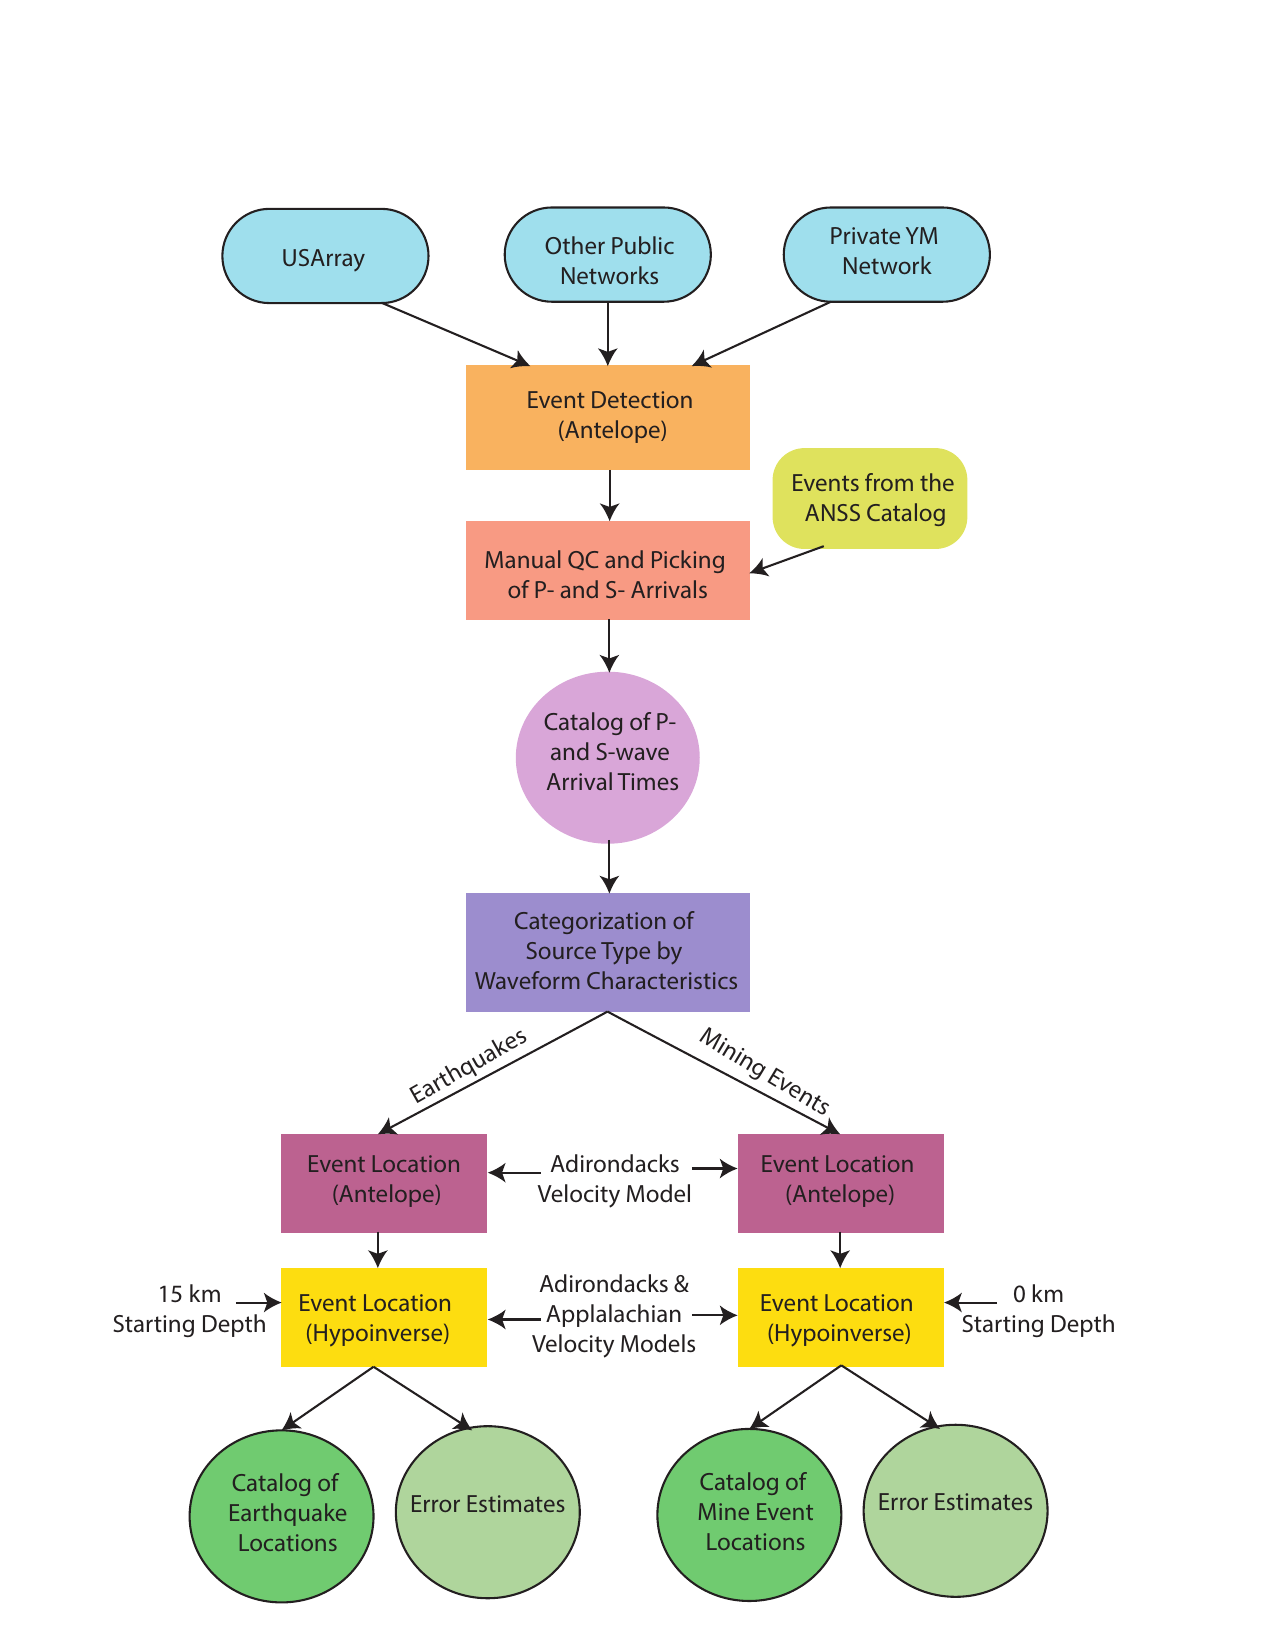 USArray
Other Public
Networks
Private YM
Network
Event Detection
(Antelope)
Events from the
ANSS Catalog
Manual QC and Picking
of P- and S- Arrivals
Catalog of P-
and S-wave
Arrival Times
Categorization of
Source Type by
Waveform Characteristics
Earthquakes
Mining Events
Event Location
(Antelope)
Adirondacks
Velocity Model
Event Location
(Antelope)
15 km
Starting Depth
Event Location
(Hypoinverse)
Adirondacks &
Applalachian
Velocity Models
Event Location
(Hypoinverse)
0 km
Starting Depth
Catalog of
Earthquake
Locations
Error Estimates
Catalog of
Mine Event
Locations
Error Estimates